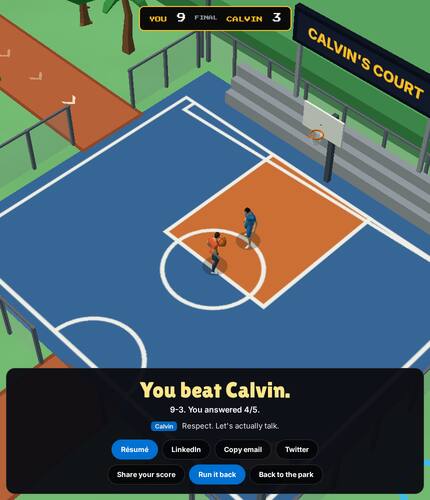 YOU 9 FINAL CALVIN 3
CALVIN'S COURT
You beat Calvin.
9-3. You answered 4/5.
Calvin Respect. Let's actually talk.
Résumé LinkedIn Copy email Twitter
Share your score Run it back Back to the park